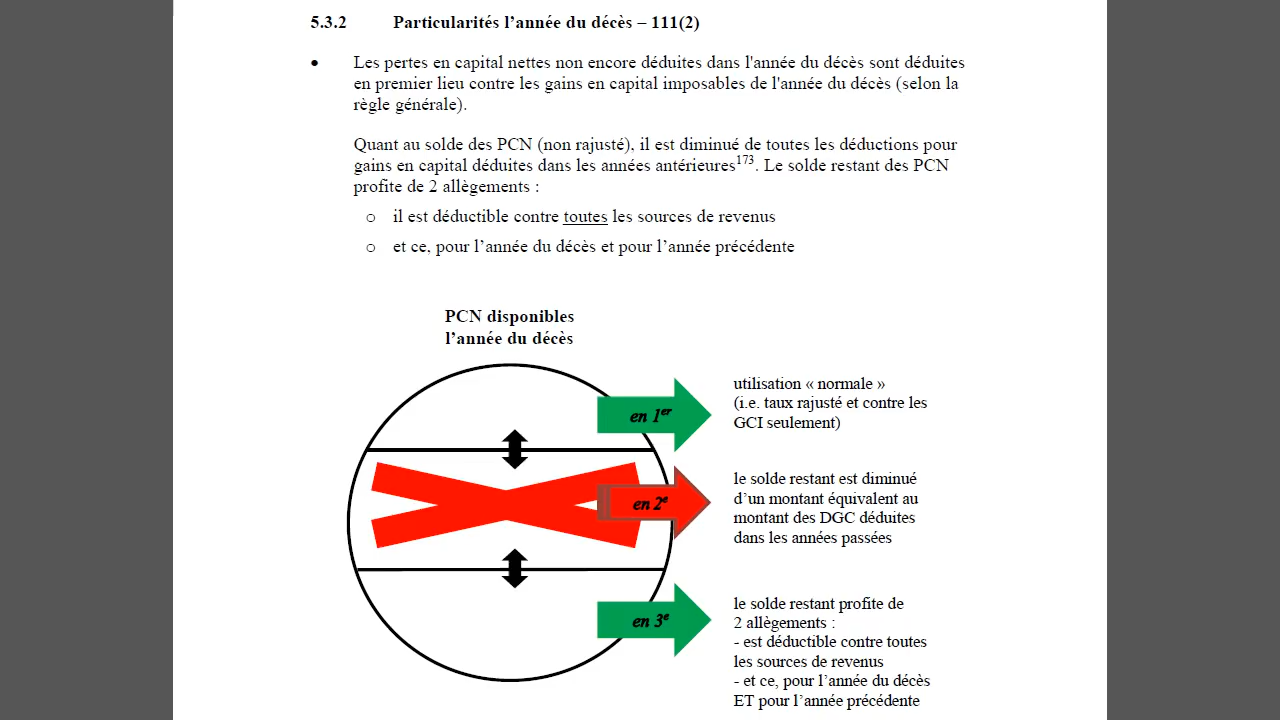 5.3.2 Particularités l’année du décès – 111(2)
• Les pertes en capital nettes non encore déduites dans l'année du décès sont déduites
en premier lieu contre les gains en capital imposables de l'année du décès (selon la
règle générale).
Quant au solde des PCN (non rajusté), il est diminué de toutes les déductions pour
gains en capital déduites dans les années antérieures173. Le solde restant des PCN
profite de 2 allègements :
o il est déductible contre toutes les sources de revenus
o et ce, pour l’année du décès et pour l’année précédente
PCN disponibles
l’année du décès
en 1er
utilisation « normale »
(i.e. taux rajusté et contre les
GCI seulement)
en 2e
le solde restant est diminué
d’un montant équivalent au
montant des DGC déduites
dans les années passées
en 3e
le solde restant profite de
2 allègements :
- est déductible contre toutes
les sources de revenus
- et ce, pour l’année du décès
ET pour l’année précédente